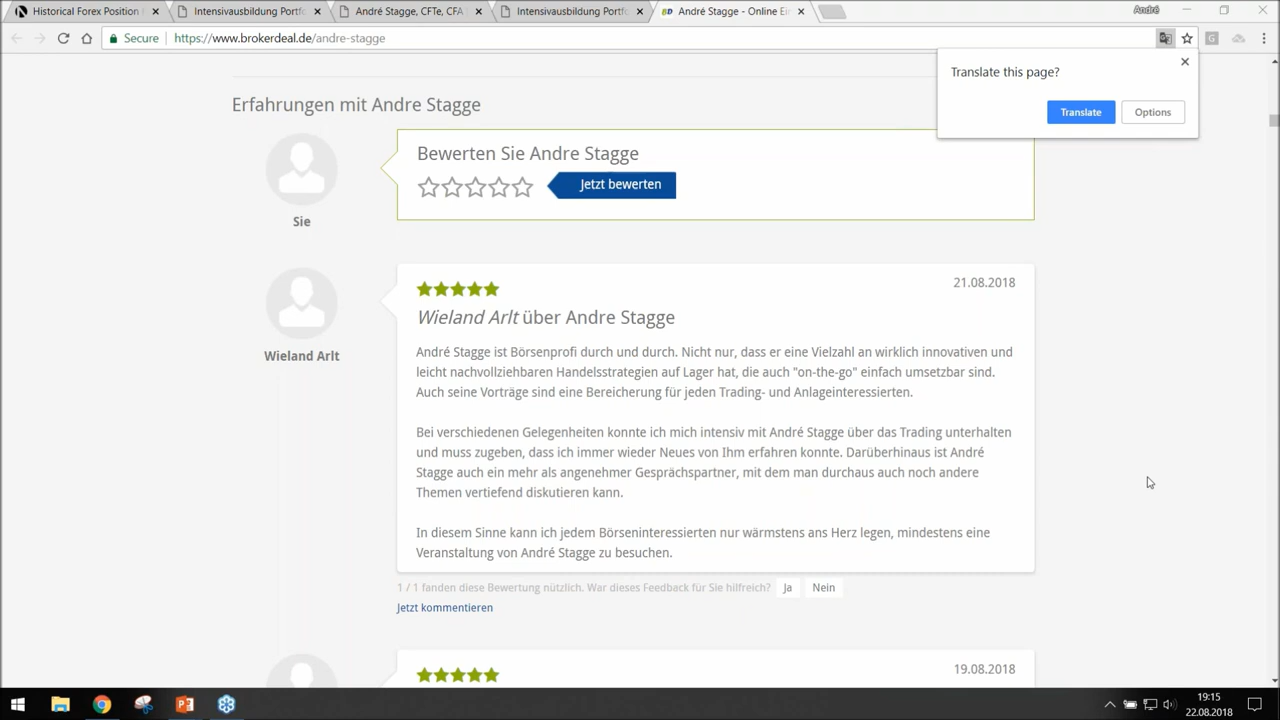 Historical Forex Position
Intensivausbildung Portfo
André Stagge, CFTe, CFA
Intensivausbildung Portfo
BD André Stagge - Online Ei
André
Secure https://www.brokerdeal.de/andre-stagge
Translate this page?
Translate Options
Erfahrungen mit Andre Stagge
Bewerten Sie Andre Stagge
Jetzt bewerten
Sie
21.08.2018
Wieland Arlt über Andre Stagge
Wieland Arlt
André Stagge ist Börsenprofi durch und durch. Nicht nur, dass er eine Vielzahl an wirklich innovativen und
leicht nachvollziehbaren Handelsstrategien auf Lager hat, die auch "on-the-go" einfach umsetzbar sind.
Auch seine Vorträge sind eine Bereicherung für jeden Trading- und Anlageinteressierten.
Bei verschiedenen Gelegenheiten konnte ich mich intensiv mit André Stagge über das Trading unterhalten
und muss zugeben, dass ich immer wieder Neues von Ihm erfahren konnte. Darüberhinaus ist André
Stagge auch ein mehr als angenehmer Gesprächspartner, mit dem man durchaus auch noch andere
Themen vertiefend diskutieren kann.
In diesem Sinne kann ich jedem Börseninteressierten nur wärmstens ans Herz legen, mindestens eine
Veranstaltung von André Stagge zu besuchen.
1 / 1 fanden diese Bewertung nützlich. War dieses Feedback für Sie hilfreich? Ja Nein
Jetzt kommentieren
19.08.2018
19:15
22.08.2018